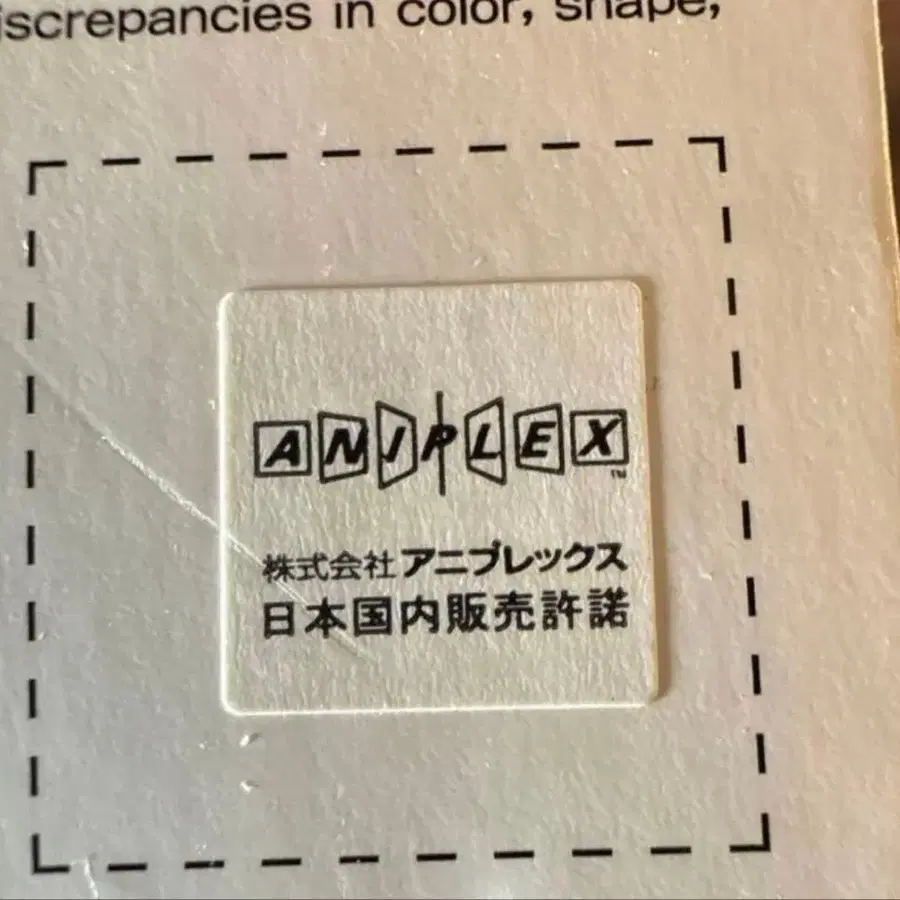 iscrepancies in color, shape,
ANIPLEX
TM
株式会社アニプレックス
日本国内販売許諾